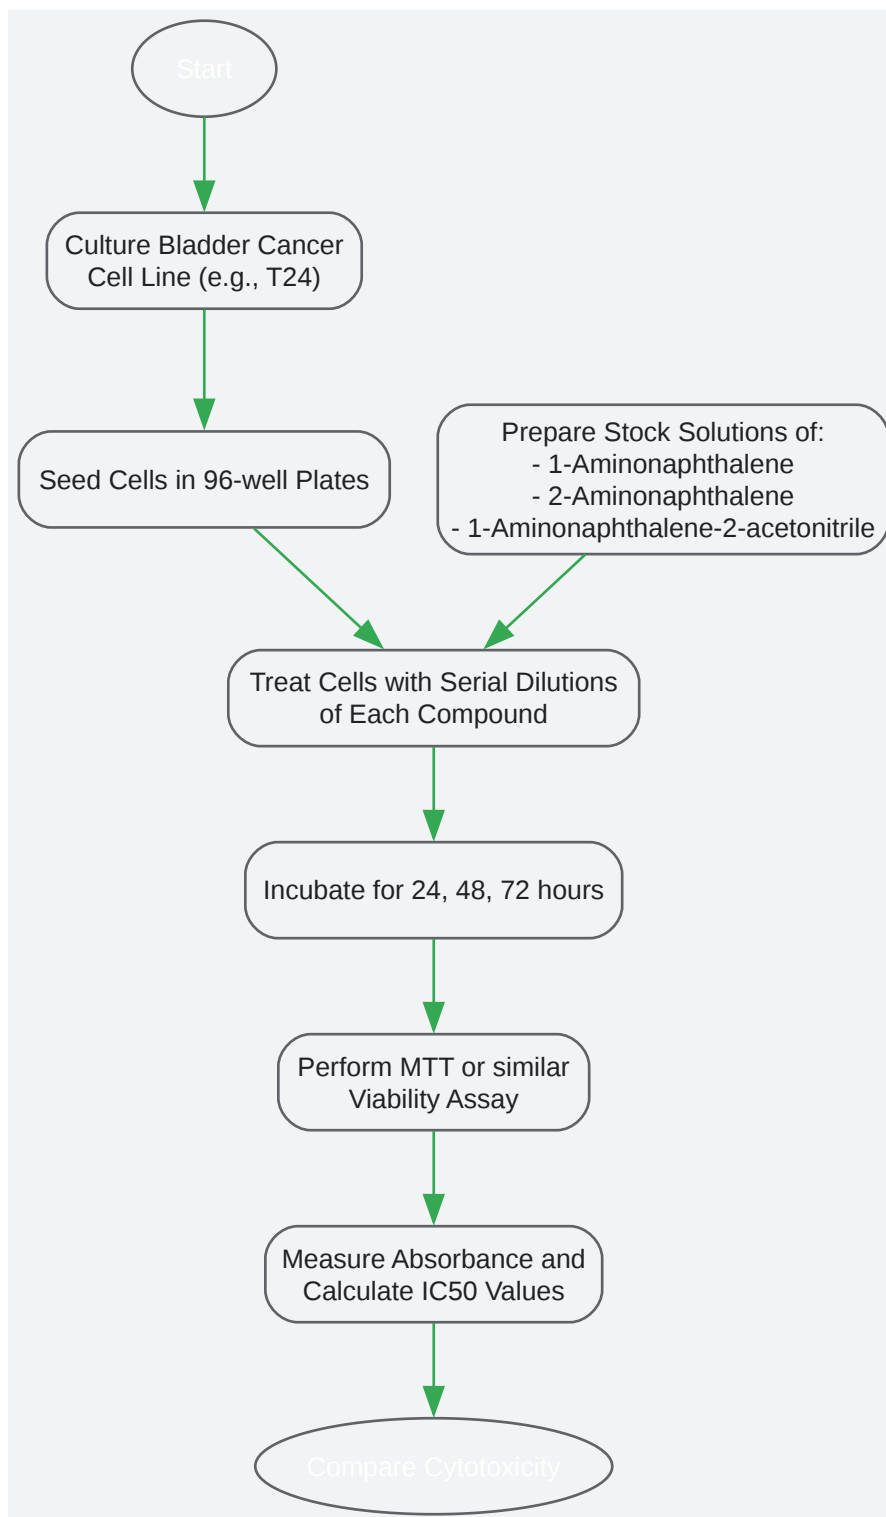 Start
Culture Bladder Cancer
Cell Line (e.g., T24)
Seed Cells in 96-well Plates
Prepare Stock Solutions of:
- 1-Aminonaphthalene
- 2-Aminonaphthalene
- 1-Aminonaphthalene-2-acetonitrile
Treat Cells with Serial Dilutions
of Each Compound
Incubate for 24, 48, 72 hours
Perform MTT or similar
Viability Assay
Measure Absorbance and
Calculate IC50 Values
Compare Cytotoxicity